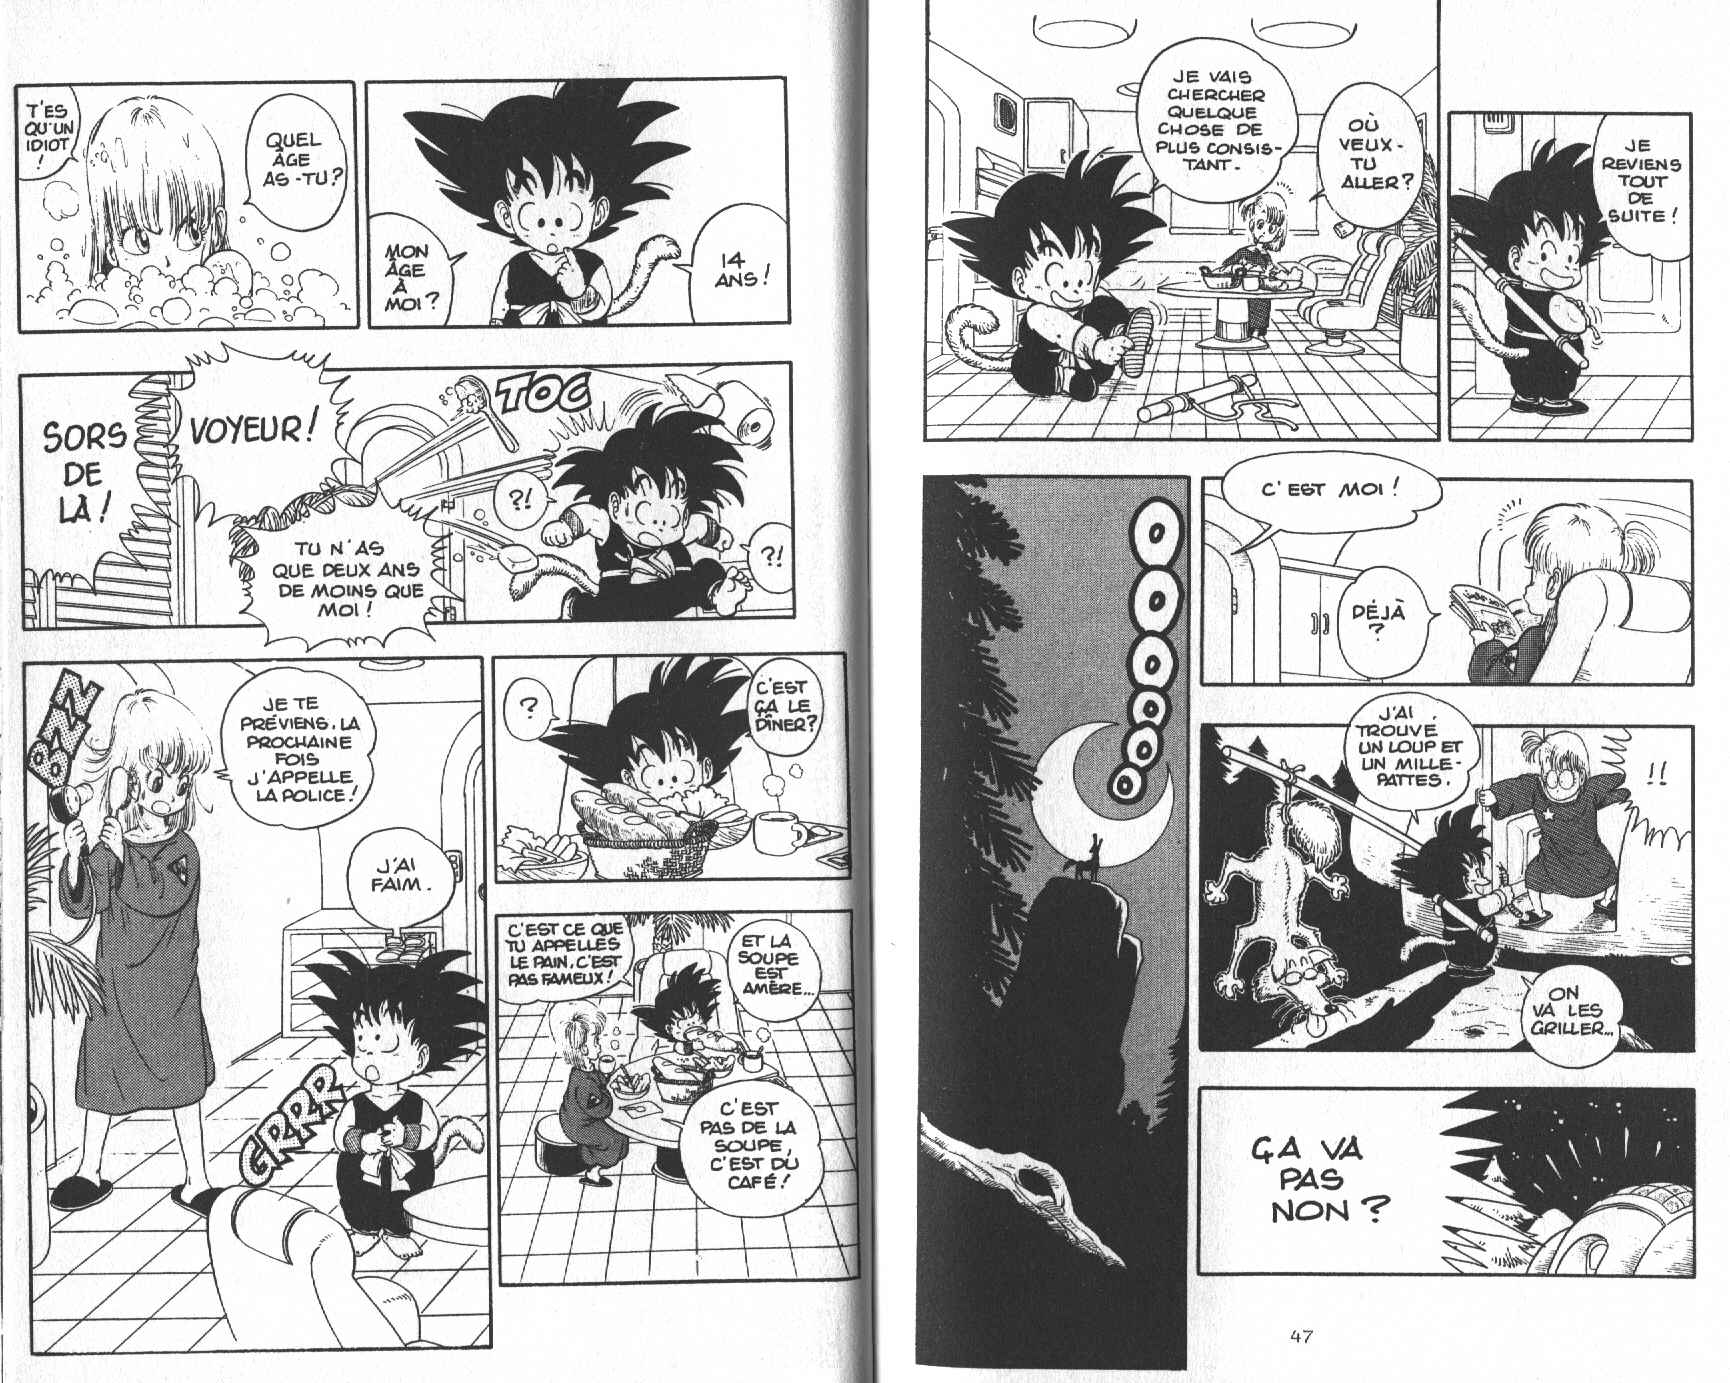 T'ES
QU'UN
IDIOT
!
QUEL
ÂGE
AS-TU?
MON
ÂGE
À
MOI?
14
ANS!
SORS
DE
LÀ!
VOYEUR!
TU N'AS
QUE DEUX ANS
DE MOINS QUE
MOI!
TOC
?!
?!
BZN
JE TE
PRÉVIENS, LA
PROCHAINE
FOIS
J'APPELLE
LA POLICE!
J'AI
FAIM.
GRRRR
?
C'EST
ÇA LE
DÎNER?
C'EST CE QUE
TU APPELLES
LE PAIN. C'EST
PAS FAMEUX!
ET LA
SOUPE
EST
AMÈRE...
C'EST
PAS DE LA
SOUPE,
C'EST DU
CAFÉ!
JE VAIS
CHERCHER
QUELQUE
CHOSE DE
PLUS CONSIS-
TANT.
OÙ
VEUX-
TU
ALLER?
JE
REVIENS
TOUT
DE
SUITE!
O
O
O
O
O
O
C'EST MOI!
DÉJÀ
?
J'AI
TROUVÉ
UN LOUP ET
UN MILLE-
PATTES.
!!
ON
VA LES
GRILLER...
ÇA VA
PAS
NON?
47